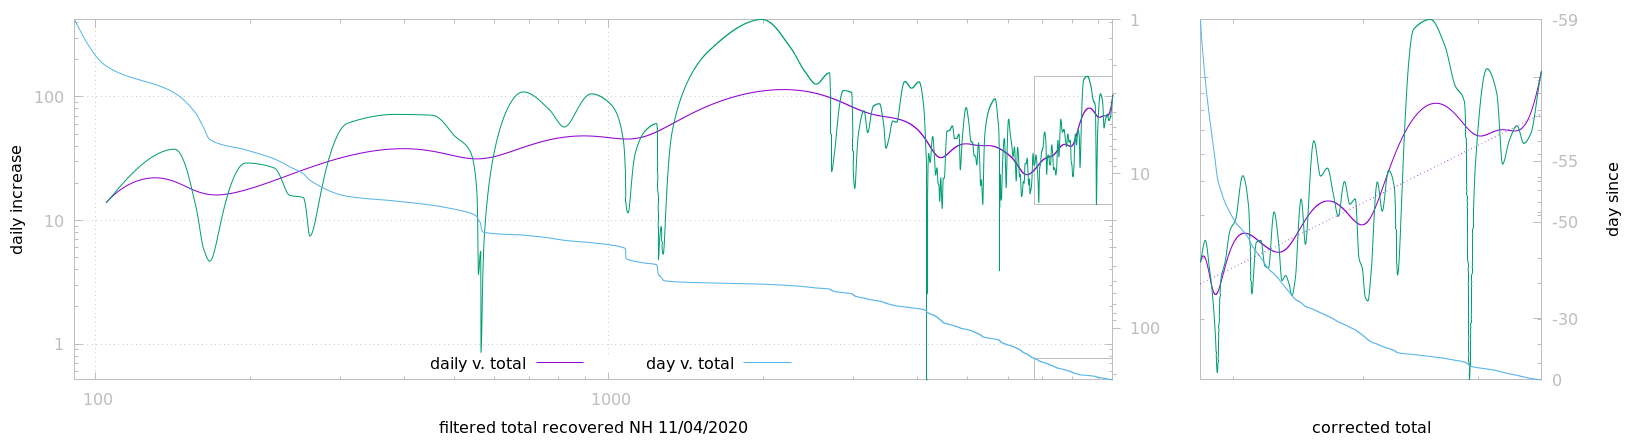 1
-59
100
10
-55
-50
10
100
-30
1
0
daily increase
day since
daily v. total
day v. total
100
1000
filtered total recovered NH 11/04/2020
corrected total